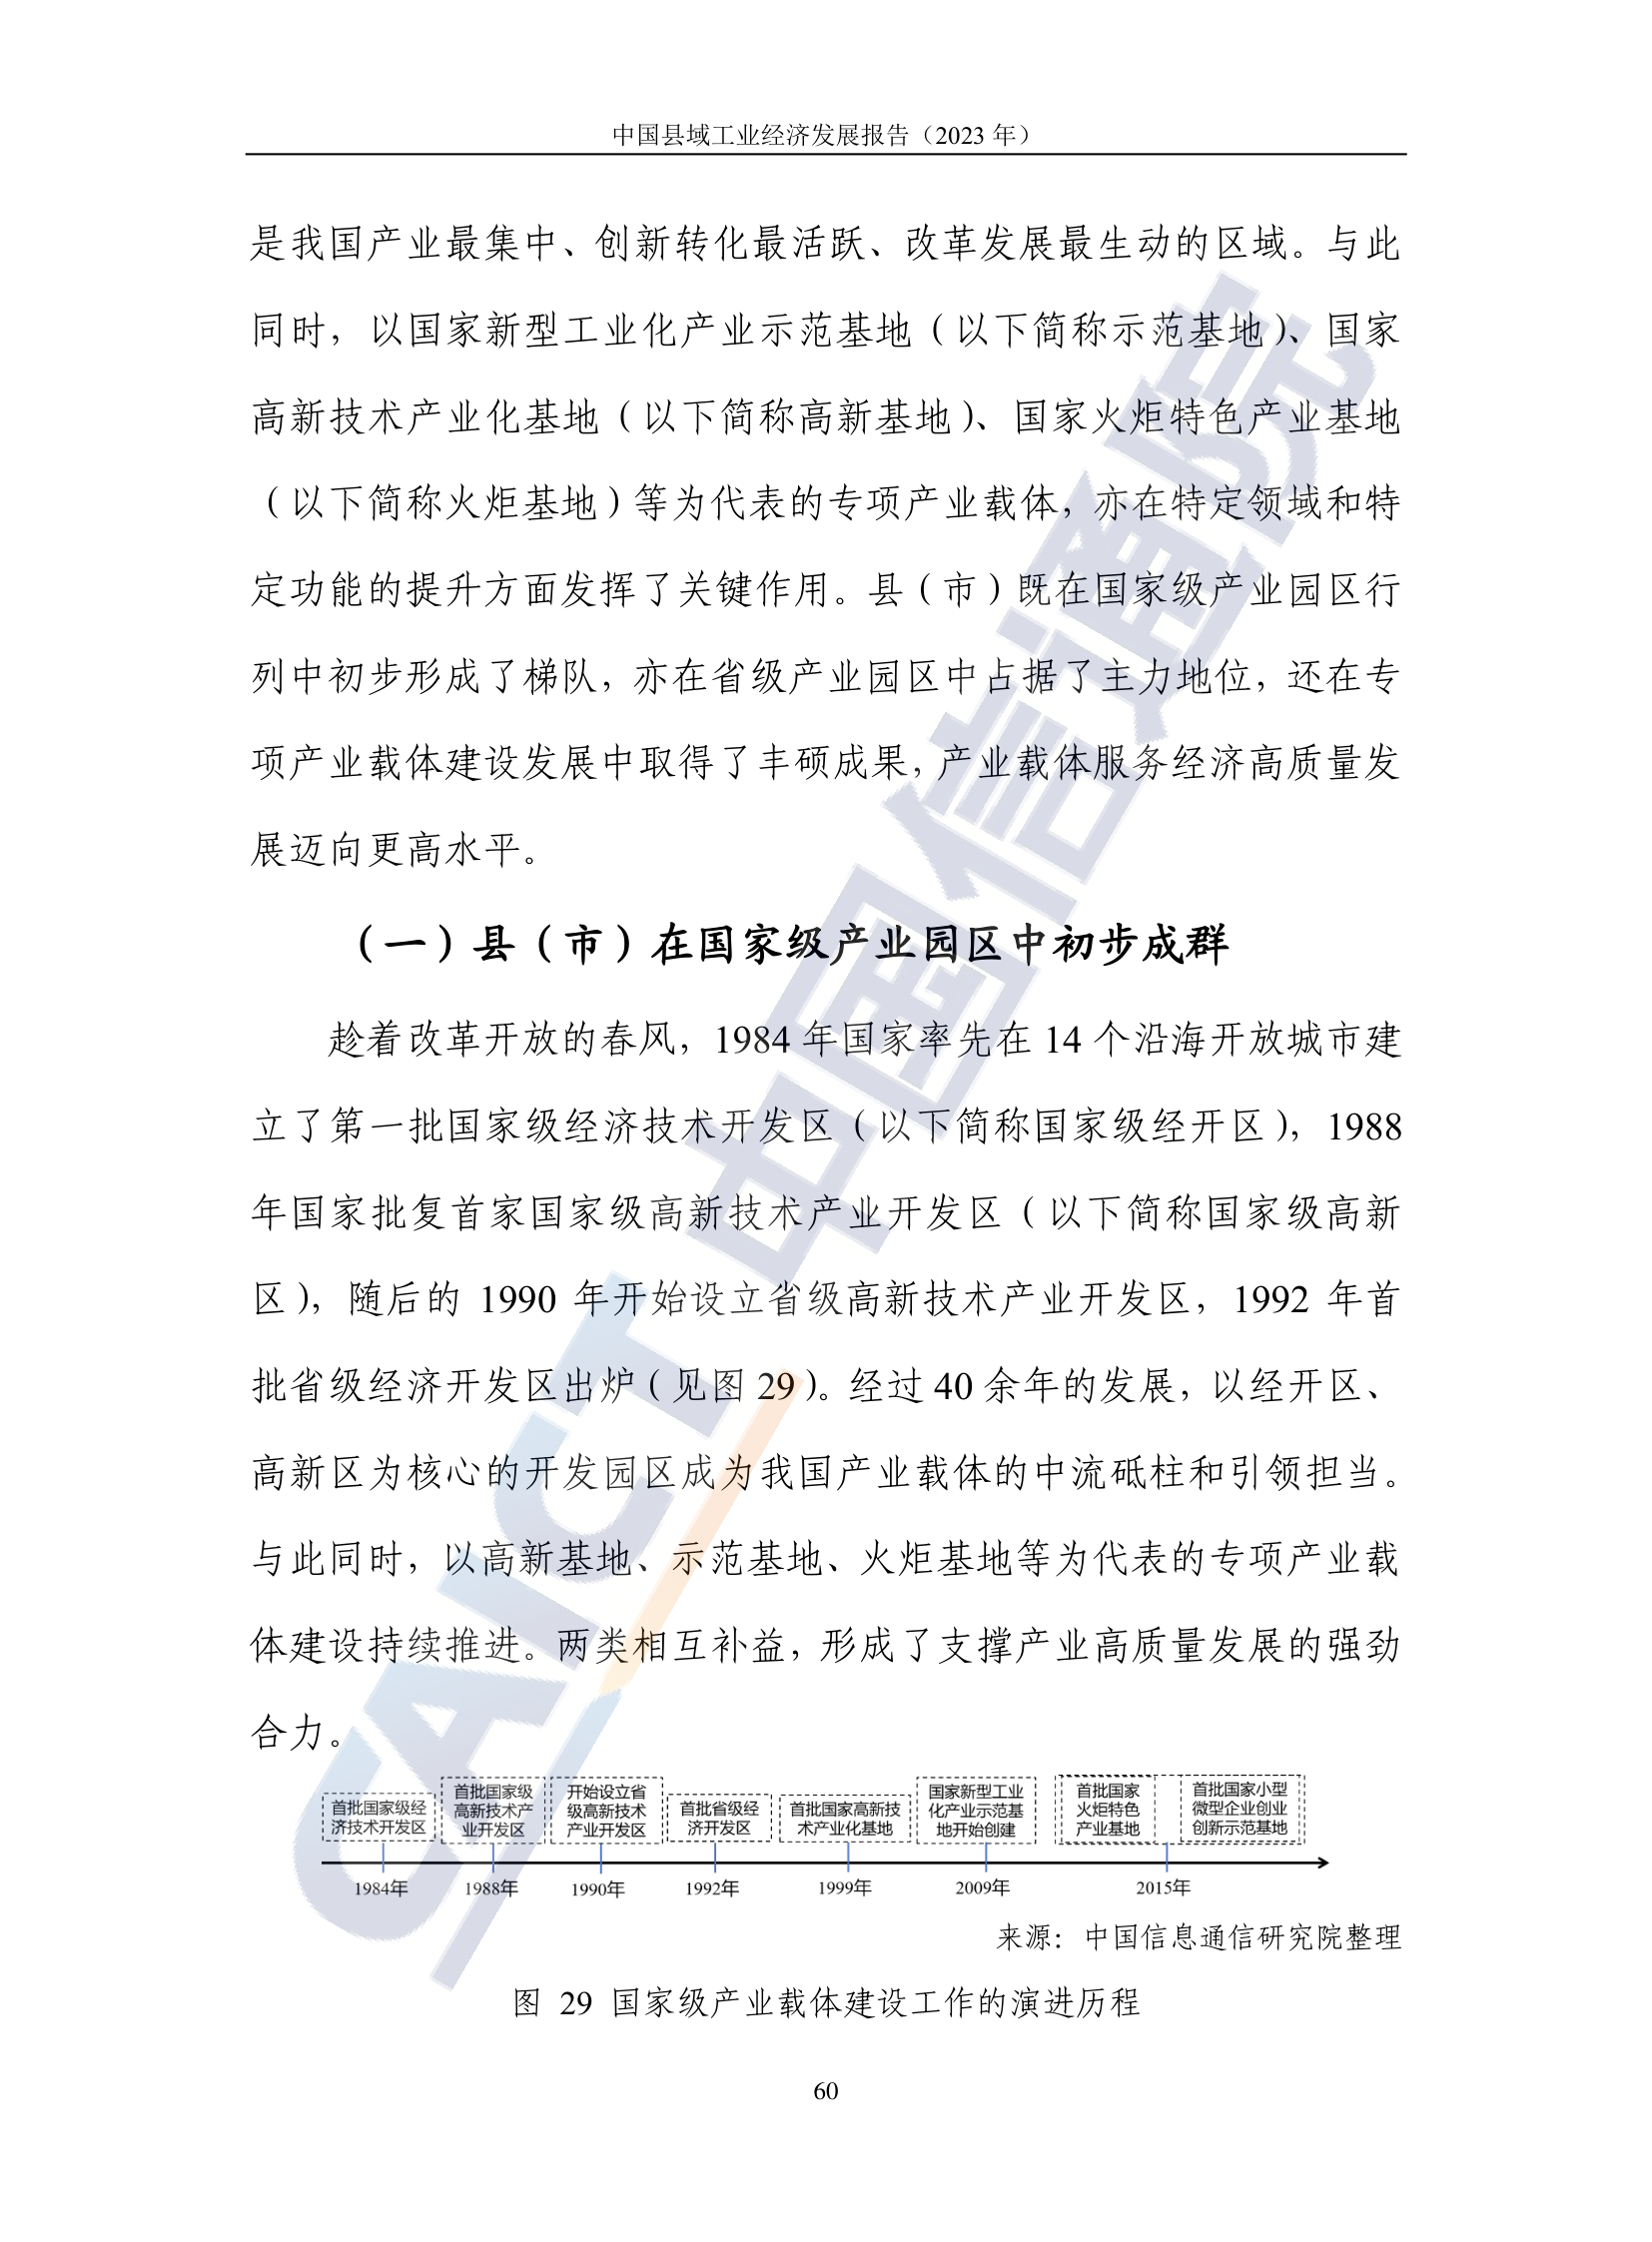 中国县域工业经济发展报告（2023 年）
是我国产业最集中、创新转化最活跃、改革发展最生动的区域。与此
同时，以国家新型工业化产业示范基地（以下简称示范基地）、国家
高新技术产业化基地（以下简称高新基地）、国家火炬特色产业基地
（以下简称火炬基地）等为代表的专项产业载体，亦在特定领域和特
定功能的提升方面发挥了关键作用。县（市）既在国家级产业园区行
列中初步形成了梯队，亦在省级产业园区中占据了主力地位，还在专
项产业载体建设发展中取得了丰硕成果，产业载体服务经济高质量发
展迈向更高水平。
（一）县（市）在国家级产业园区中初步成群
趁着改革开放的春风，1984 年国家率先在 14 个沿海开放城市建
立了第一批国家级经济技术开发区（以下简称国家级经开区），1988
年国家批复首家国家级高新技术产业开发区（以下简称国家级高新
区），随后的 1990 年开始设立省级高新技术产业开发区，1992 年首
批省级经济开发区出炉（见图 29）。经过 40 余年的发展，以经开区、
高新区为核心的开发园区成为我国产业载体的中流砥柱和引领担当。
与此同时，以高新基地、示范基地、火炬基地等为代表的专项产业载
体建设持续推进。两类相互补益，形成了支撑产业高质量发展的强劲
合力。
首批国家级经
济技术开发区
首批国家级
高新技术产
业开发区
开始设立省
级高新技术
产业开发区
首批省级经
济开发区
首批国家高新技
术产业化基地
国家新型工业
化产业示范基
地开始创建
首批国家
火炬特色
产业基地
首批国家小型
微型企业创业
创新示范基地
1984年
1988年
1990年
1992年
1999年
2009年
2015年
来源：中国信息通信研究院整理
图 29 国家级产业载体建设工作的演进历程
60
CAICT 中国信通院